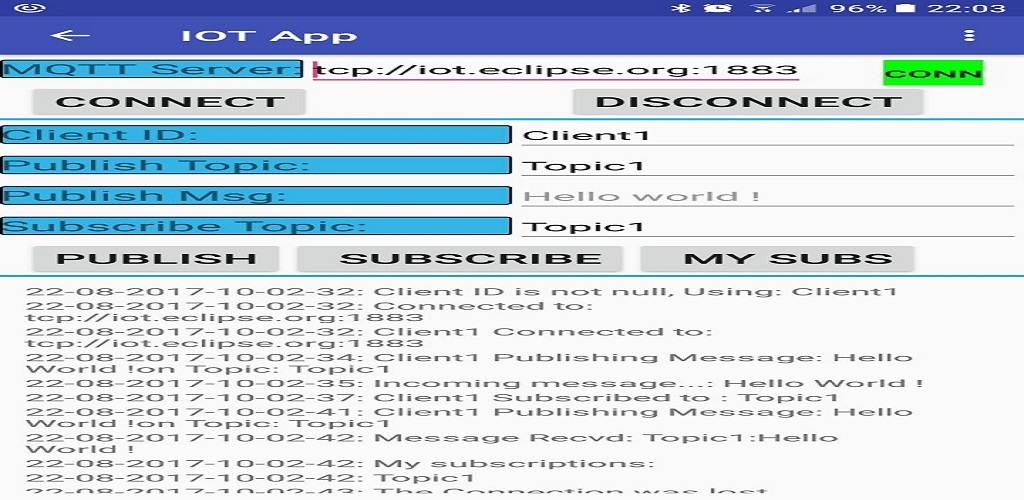 96% 22:03
IOT App
MQTT Server: tcp://iot.eclipse.org:1883 CONN
CONNECT DISCONNECT
Client ID: Client1
Publish Topic: Topic1
Publish Msg: Hello world !
Subscribe Topic: Topic1
PUBLISH SUBSCRIBE MY SUBS
22-08-2017-10-02-32: Client ID is not null, Using: Client1
22-08-2017-10-02-32: Connected to:
tcp://iot.eclipse.org:1883
22-08-2017-10-02-32: Client1 Connected to:
tcp://iot.eclipse.org:1883
22-08-2017-10-02-34: Client1 Publishing Message: Hello
World !on Topic: Topic1
22-08-2017-10-02-35: Incoming message...: Hello World !
22-08-2017-10-02-37: Client1 Subscribed to : Topic1
22-08-2017-10-02-41: Client1 Publishing Message: Hello
World !on Topic: Topic1
22-08-2017-10-02-42: Message Recvd: Topic1:Hello
World !
22-08-2017-10-02-42: My subscriptions:
22-08-2017-10-02-42: Topic1
22-08-2017-10-02-43: The Connection was lost